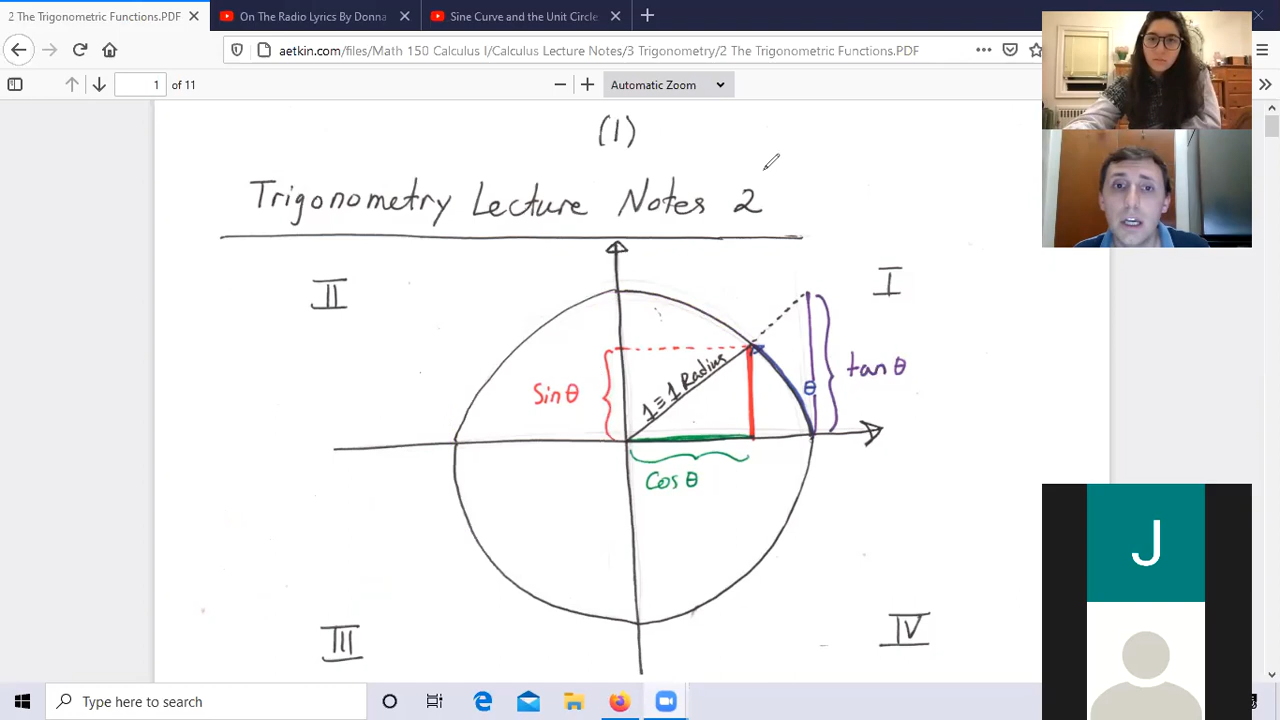 2 The Trigonometric Functions.PDF
On The Radio Lyrics By Donna
Sine Curve and the Unit Circle
aetkin.com/files/Math 150 Calculus I/Calculus Lecture Notes/3 Trigonometry/2 The Trigonometric Functions.PDF
1 of 11
Automatic Zoom
(1)
Trigonometry Lecture Notes 2
II
I
Sin θ
1 ≡ 1 Radius
θ
tan θ
Cos θ
III
IV
J
Type here to search